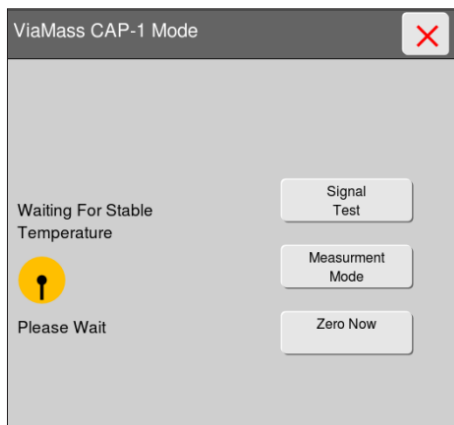 ViaMass CAP-1 Mode
Waiting For Stable
Temperature
Please Wait
Signal
Test
Measurment
Mode
Zero Now